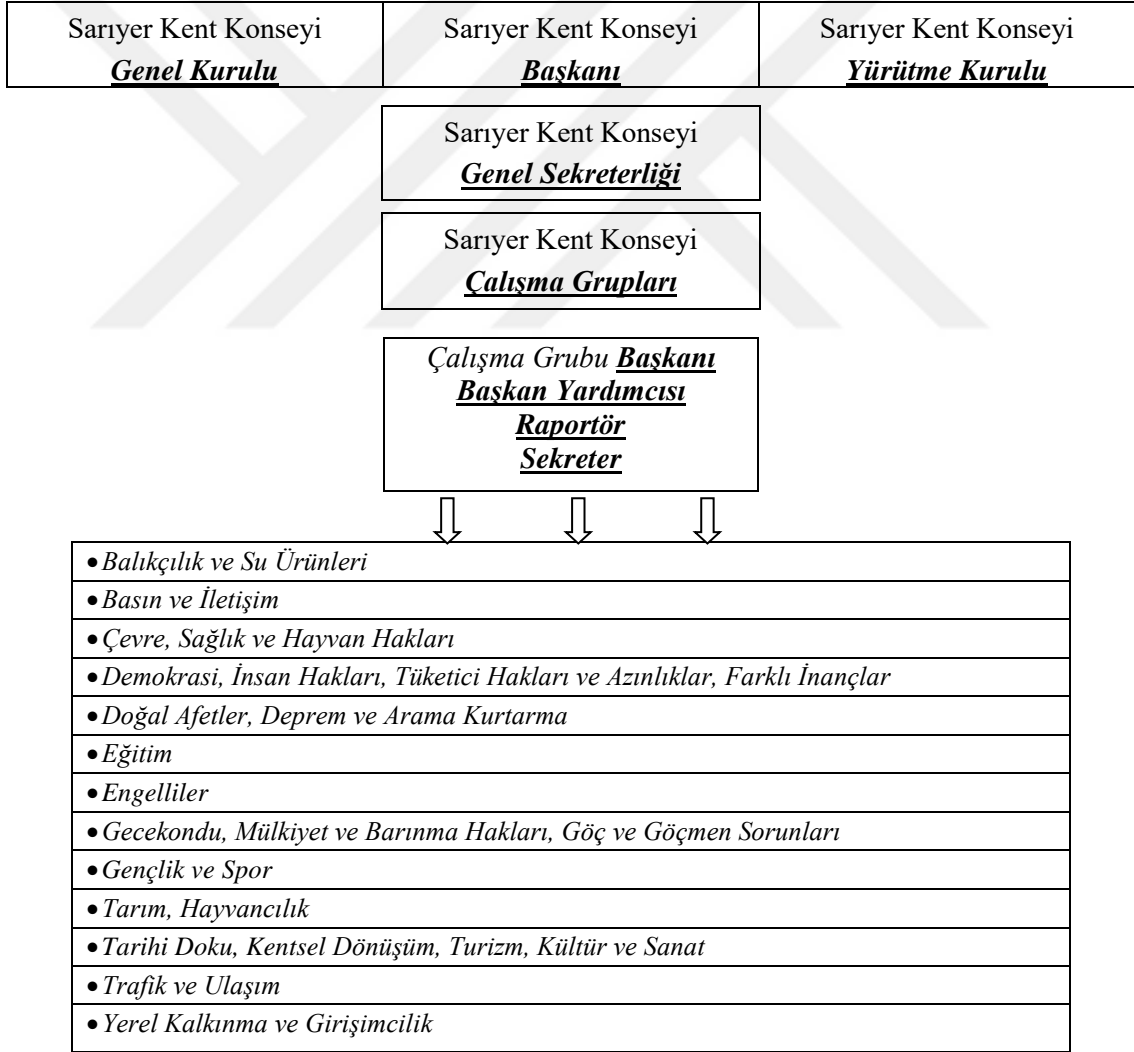 Sarıyer Kent Konseyi
Genel Kurulu
Sarıyer Kent Konseyi
Başkanı
Sarıyer Kent Konseyi
Yürütme Kurulu
Sarıyer Kent Konseyi
Genel Sekreterliği
Sarıyer Kent Konseyi
Çalışma Grupları
Çalışma Grubu Başkanı
Başkan Yardımcısı
Raportör
Sekreter
• Balıkçılık ve Su Ürünleri
• Basın ve İletişim
• Çevre, Sağlık ve Hayvan Hakları
• Demokrasi, İnsan Hakları, Tüketici Hakları ve Azınlıklar, Farklı İnançlar
• Doğal Afetler, Deprem ve Arama Kurtarma
• Eğitim
• Engelliler
• Gecekondu, Mülkiyet ve Barınma Hakları, Göç ve Göçmen Sorunları
• Gençlik ve Spor
• Tarım, Hayvancılık
• Tarihi Doku, Kentsel Dönüşüm, Turizm, Kültür ve Sanat
• Trafik ve Ulaşım
• Yerel Kalkınma ve Girişimcilik